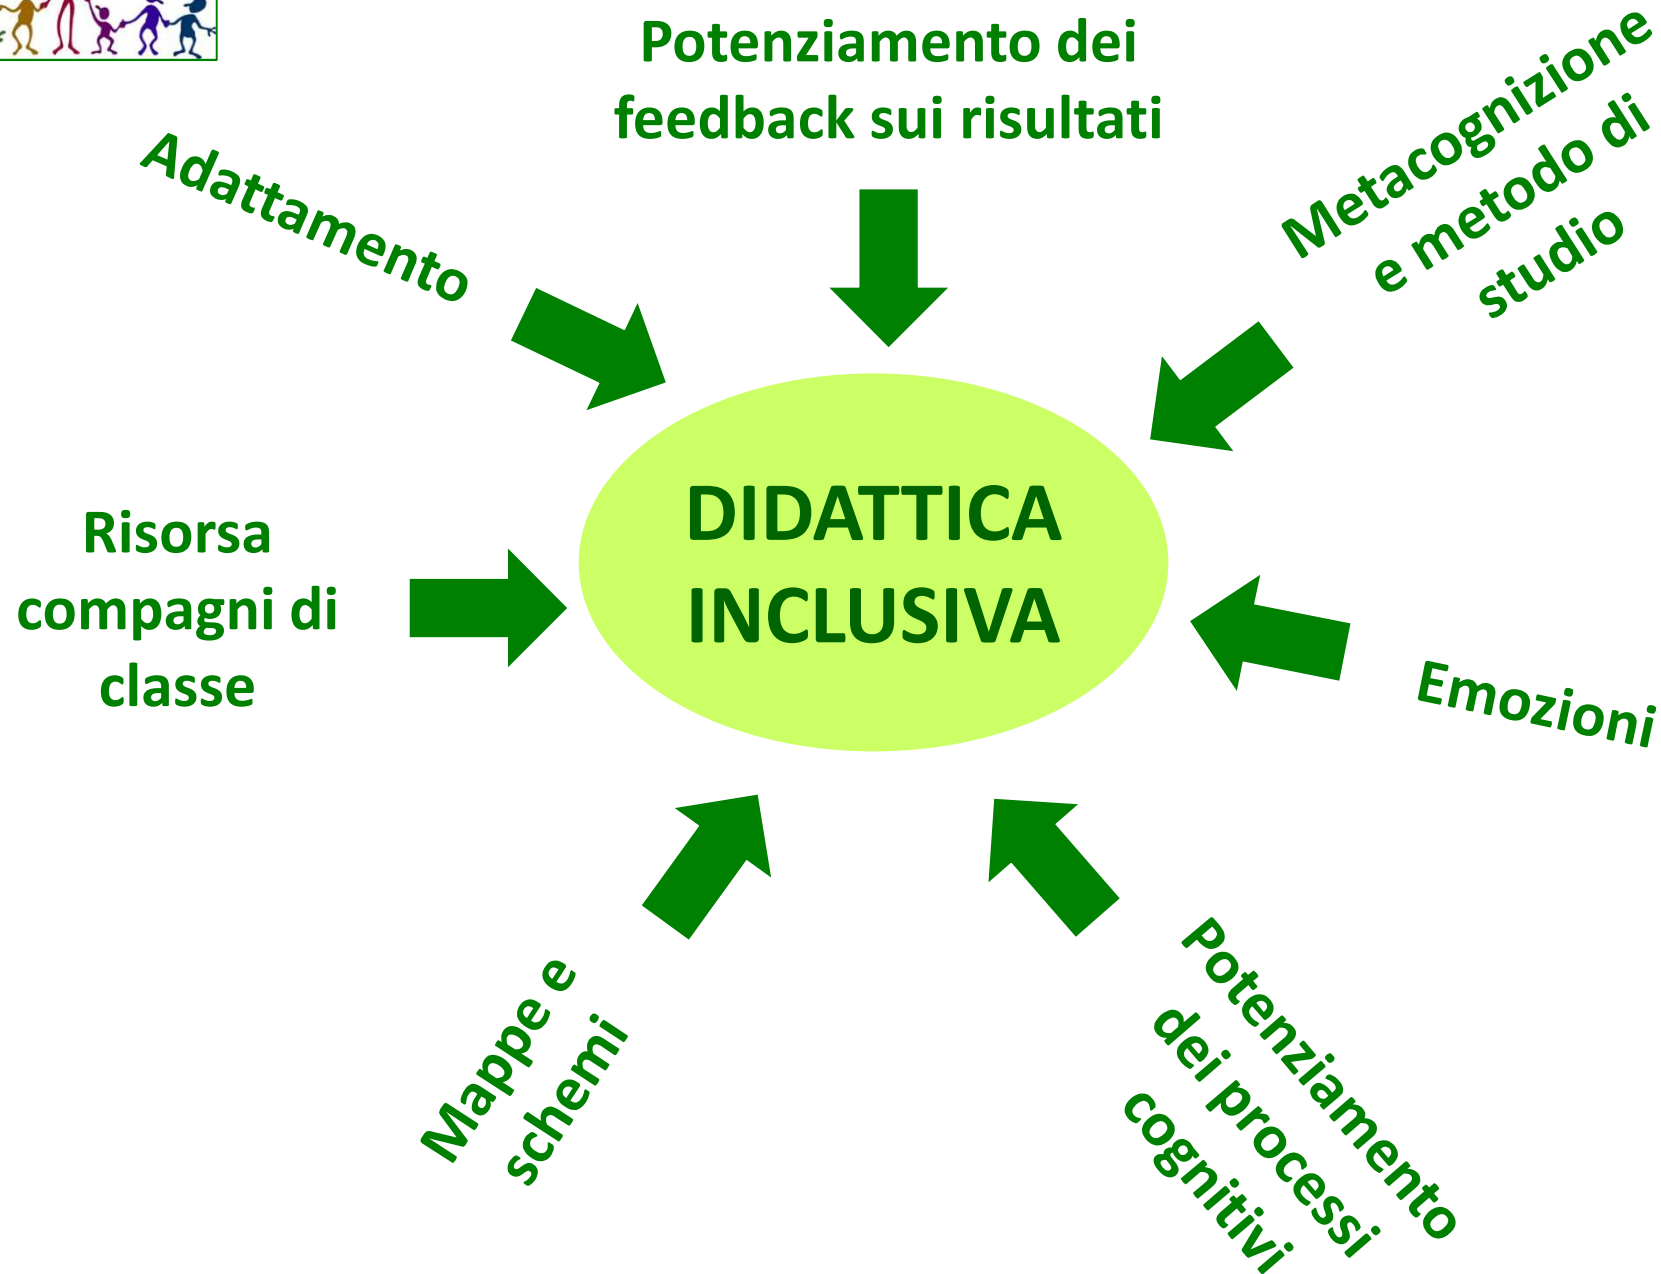 Potenziamento dei
feedback sui risultati
Metacognizione
e metodo di
studio
Adattamento
DIDATTICA
INCLUSIVA
Risorsa
compagni di
classe
Emozioni
Mappe e
schemi
Potenziamento
dei processi
cognitivi